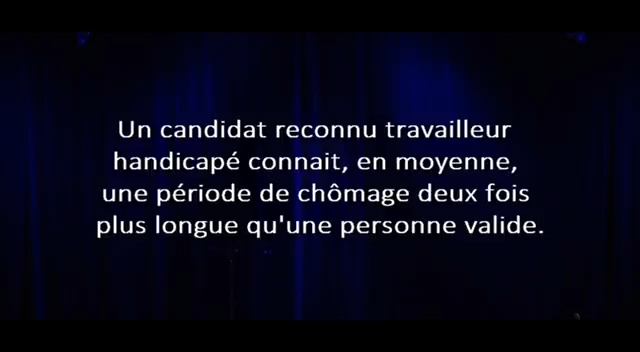 Un candidat reconnu travailleur
handicapé connait, en moyenne,
une période de chômage deux fois
plus longue qu'une personne valide.